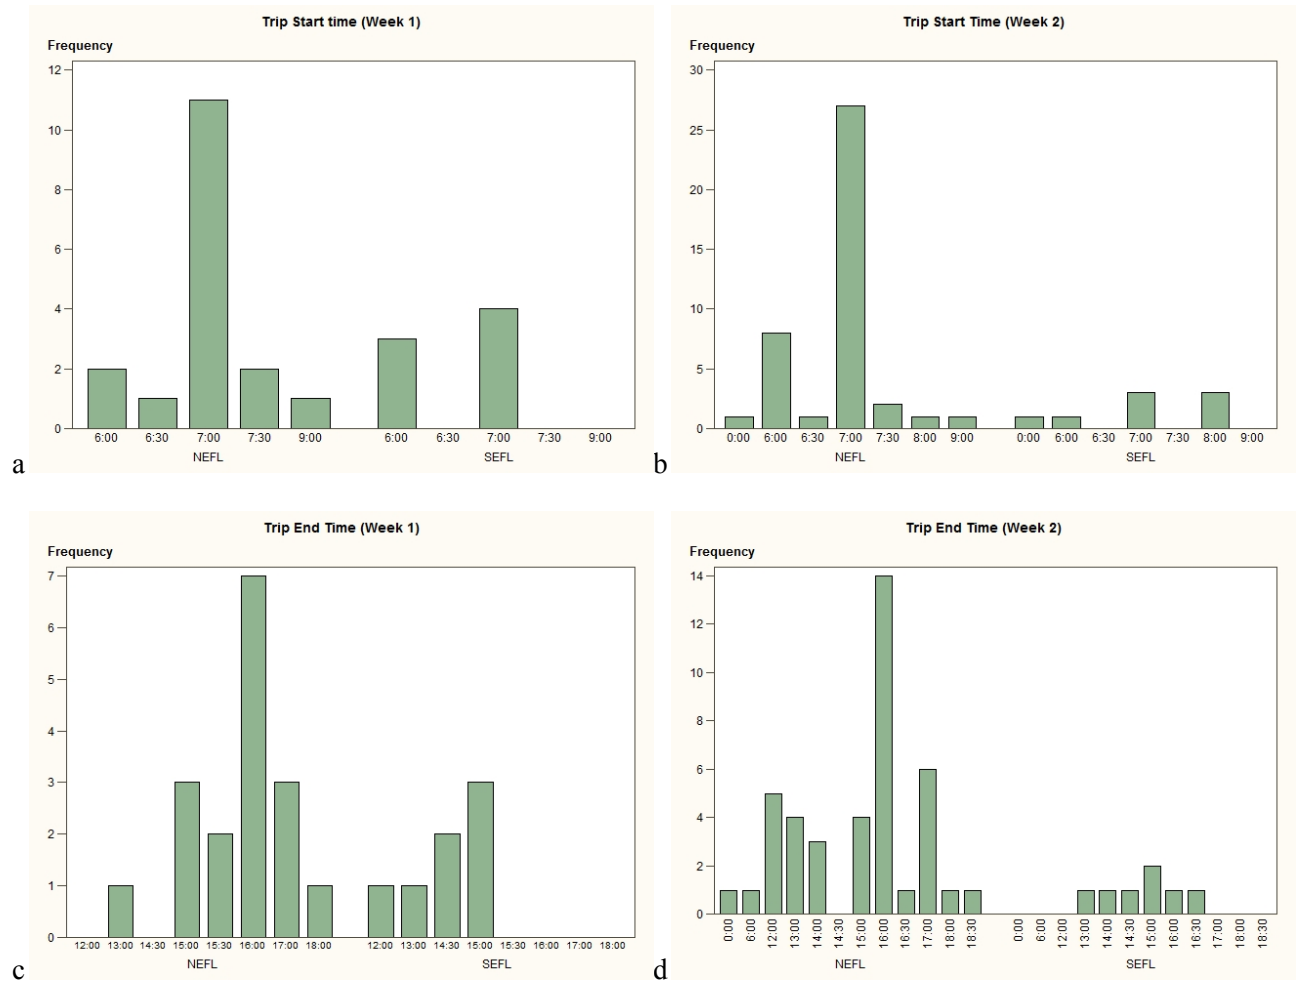 Trip Start time (Week 1)
Frequency
12
10
8
6
4
2
0
6:00 6:30 7:00 7:30 9:00 6:00 6:30 7:00 7:30 9:00
NEFL SEFL
a
Trip Start Time (Week 2)
Frequency
30
25
20
15
10
5
0
0:00 6:00 6:30 7:00 7:30 8:00 9:00 0:00 6:00 6:30 7:00 7:30 8:00 9:00
NEFL SEFL
b
Trip End Time (Week 1)
Frequency
7
6
5
4
3
2
1
0
12:00 13:00 14:30 15:00 15:30 16:00 17:00 18:00 12:00 13:00 14:30 15:00 15:30 16:00 17:00 18:00
NEFL SEFL
c
Trip End Time (Week 2)
Frequency
14
12
10
8
6
4
2
0
0:00 6:00 12:00 13:00 14:00 14:30 15:00 16:00 16:30 17:00 18:00 18:30 0:00 6:00 12:00 13:00 14:00 14:30 15:00 16:00 16:30 17:00 18:00 18:30
NEFL SEFL
d